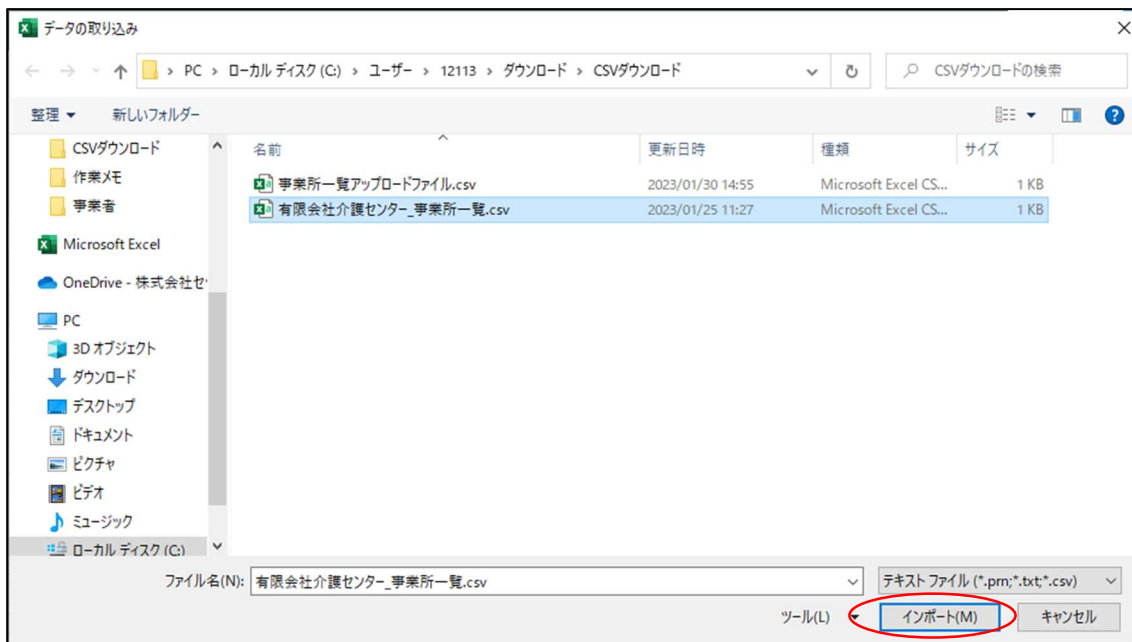 データの取り込み
PC › ローカル ディスク (C:) › ユーザー › 12113 › ダウンロード › CSVダウンロード
CSVダウンロードの検索
整理 新しいフォルダー
CSVダウンロード
作業メモ
事業者
Microsoft Excel
OneDrive - 株式会社セ
PC
3D オブジェクト
ダウンロード
デスクトップ
ドキュメント
ピクチャ
ビデオ
ミュージック
ローカル ディスク (C:)
名前 更新日時 種類 サイズ
事業所一覧アップロードファイル.csv 2023/01/30 14:55 Microsoft Excel CS... 1 KB
有限会社介護センター_事業所一覧.csv 2023/01/25 11:27 Microsoft Excel CS... 1 KB
ファイル名(N): 有限会社介護センター_事業所一覧.csv テキスト ファイル (*.prn;*.txt;*.csv)
ツール(L) インポート(M) キャンセル